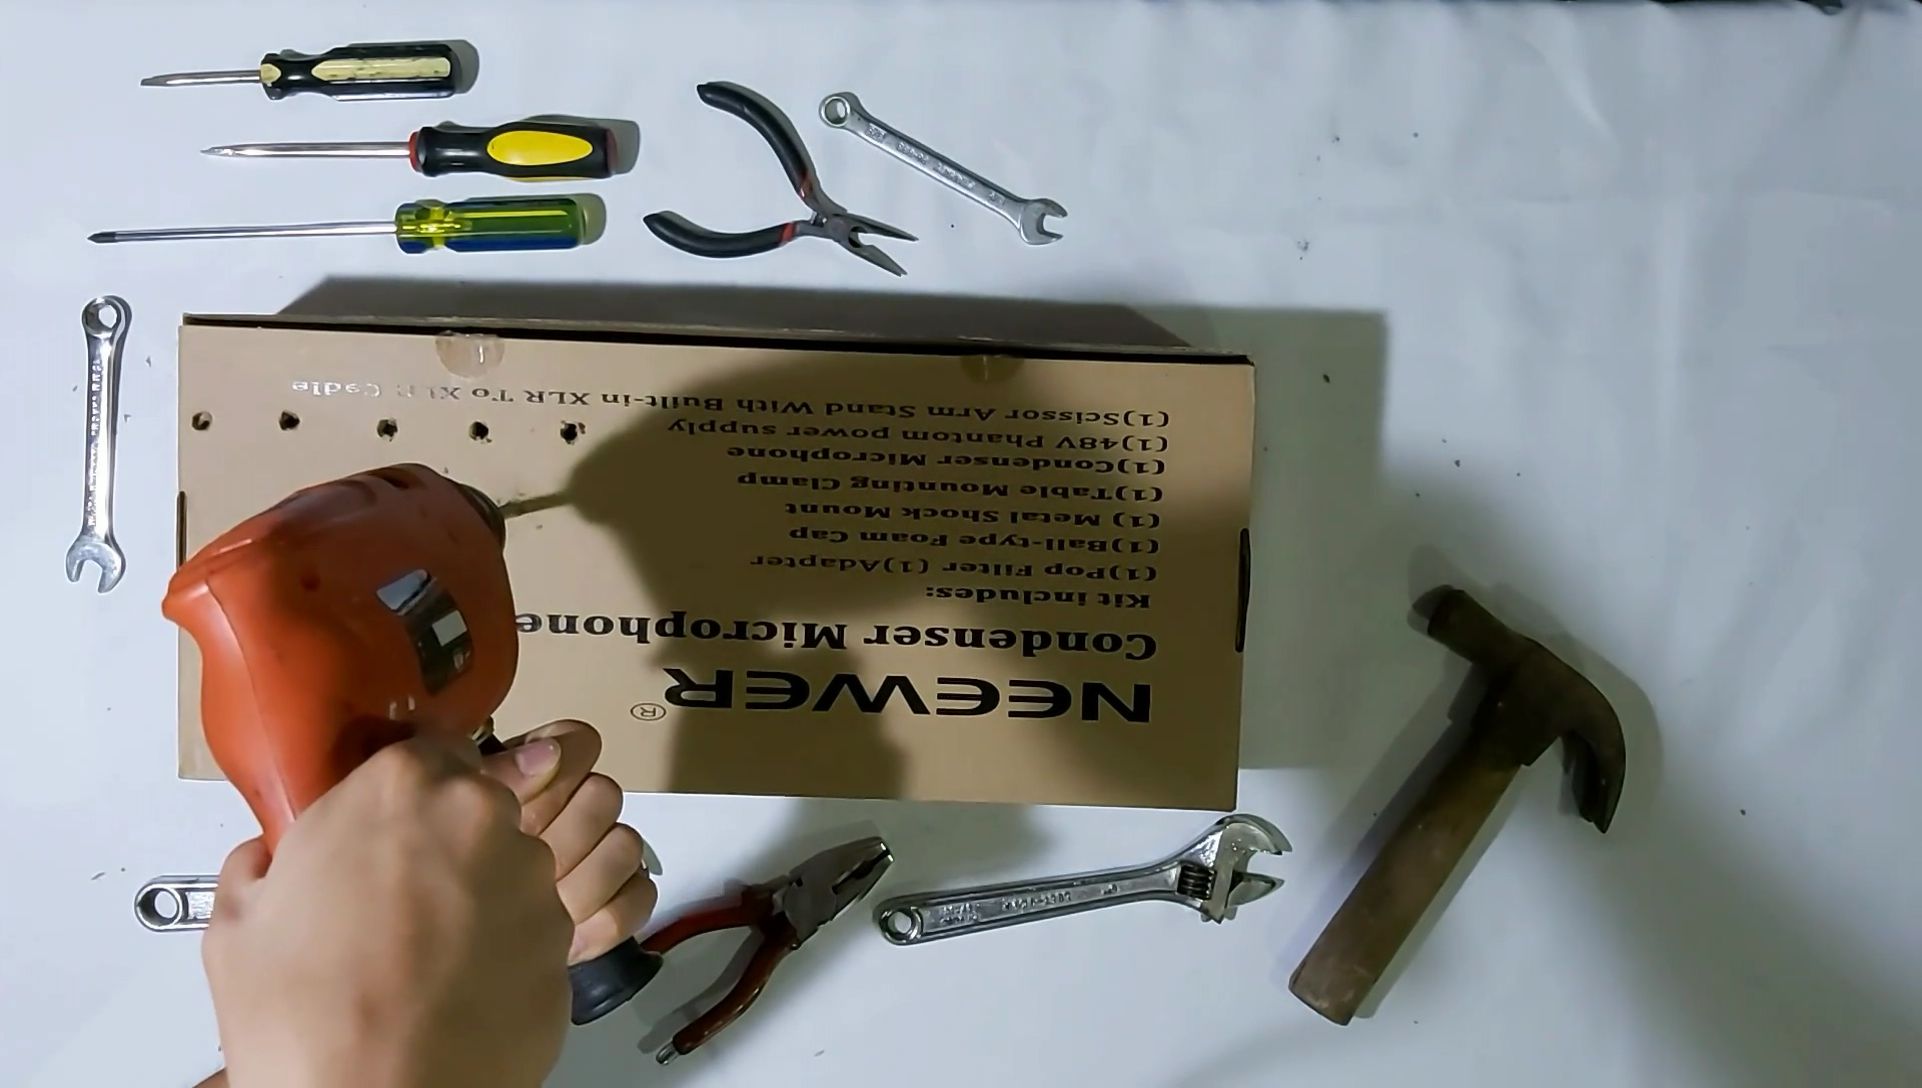 NEEWER®
Condenser Microphone
Kit includes:
(1)Pop Filter (1)Adapter
(1)Ball-type Foam Cap
(1) Metal Shock Mount
(1)Table Mounting Clamp
(1)Condenser Microphone
(1)48V Phantom power supply
(1)Scissor Arm Stand With Built-in XLR To XLR Cable